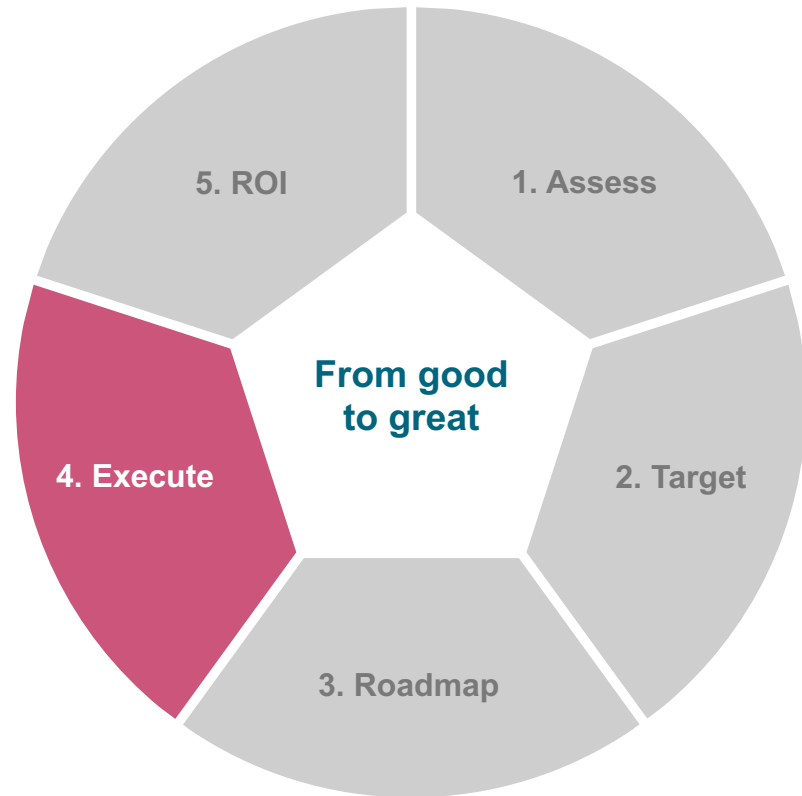 5. ROI
1. Assess
From good
to great
4. Execute
2. Target
3. Roadmap